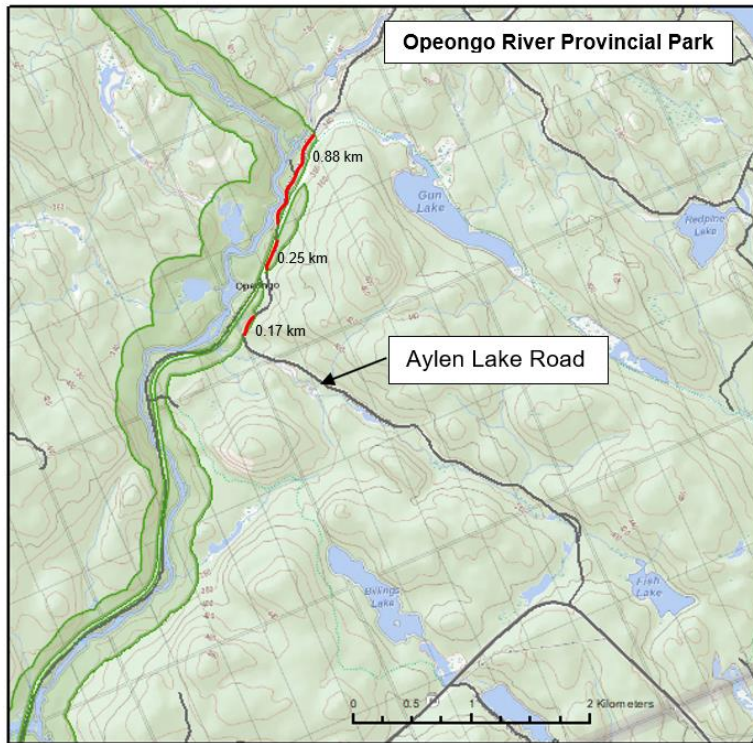 Opeongo River Provincial Park
0.88 km
Gun
Lake
Redpine
Lake
0.25 km
Opeongo
0.17 km
Aylen Lake Road
Billings
Lake
Fish
Lake
0 0.5 1 2 Kilometers